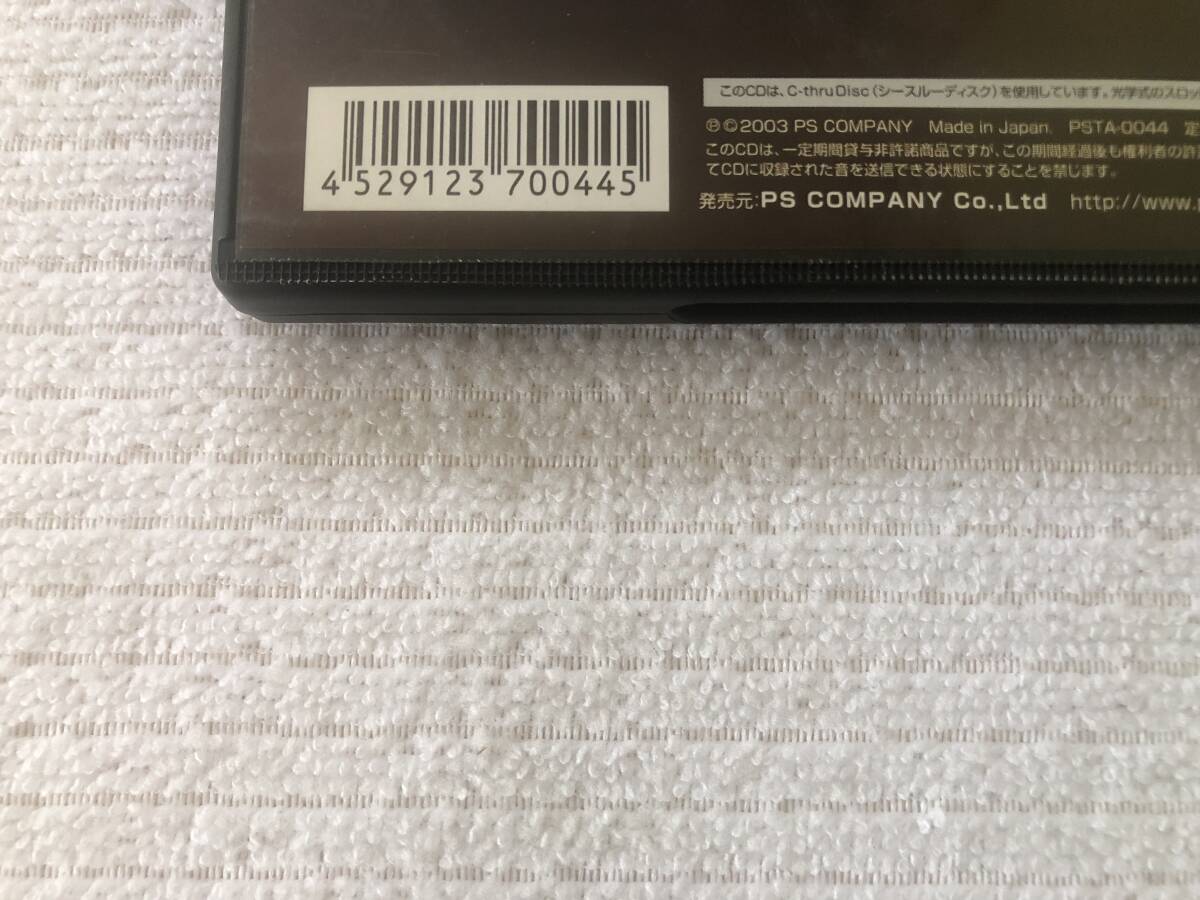 このCDは、C-thru Disc（シースルーディスク）を使用しています。光学式のスロッ
℗©2003 PS COMPANY Made in Japan. PSTA-0044 定
このCDは、一定期間貸与非許諾商品ですが、この期間経過後も権利者の許
てCDに収録された音を送信できる状態にすることを禁じます。
発売元:PS COMPANY Co.,Ltd http://www.p
4 529123 700445